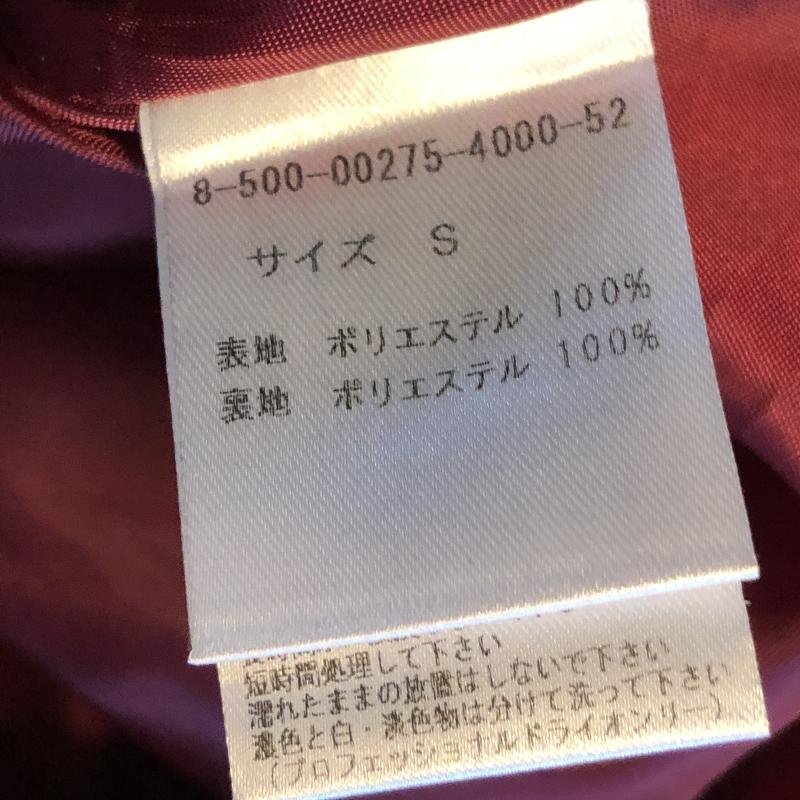 8-500-00275-4000-52
サイズ S
表地 ポリエステル 100%
裏地 ポリエステル 100%
短時間処理して下さい
濡れたままの放置はしないで下さい
濃色と白・淡色物は分けて洗って下さい
(プロフェッショナルドライオンリー)